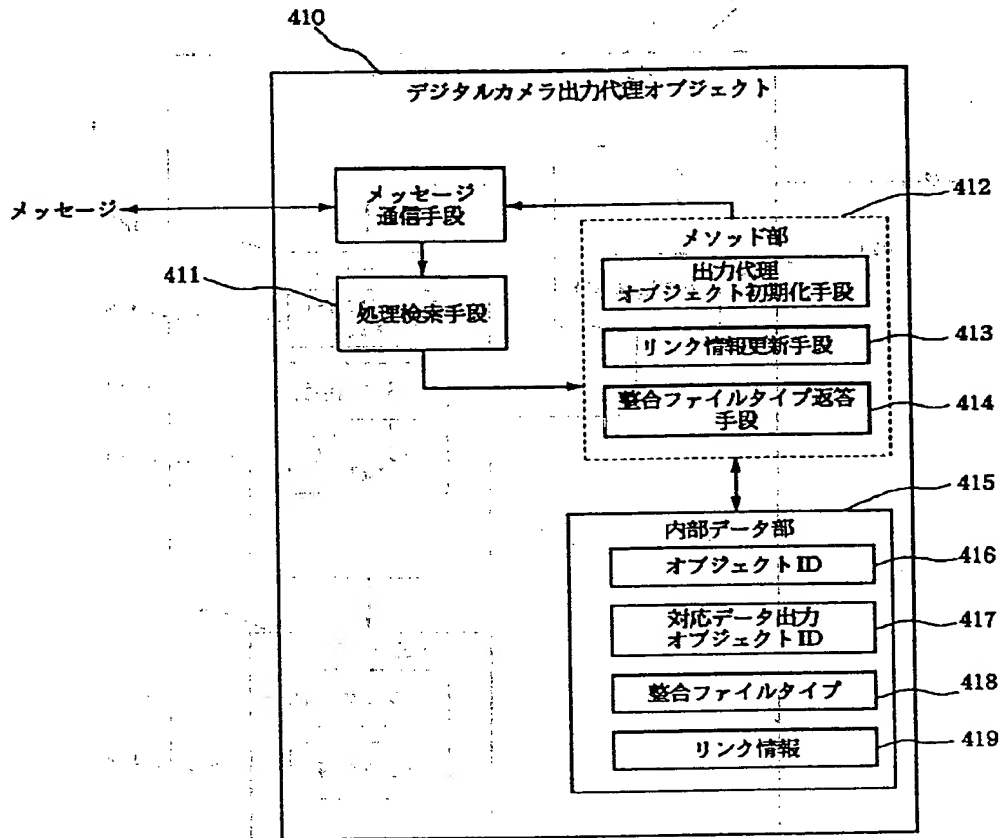 410
デジタルカメラ出力代理オブジェクト
メッセージ
メッセージ
通信手段
412
メソッド部
411
処理検索手段
出力代理
オブジェクト初期化手段
リンク情報更新手段
413
整合ファイルタイプ返答
手段
414
415
内部データ部
オブジェクトID
416
対応データ出力
オブジェクトID
417
整合ファイルタイプ
418
リンク情報
419